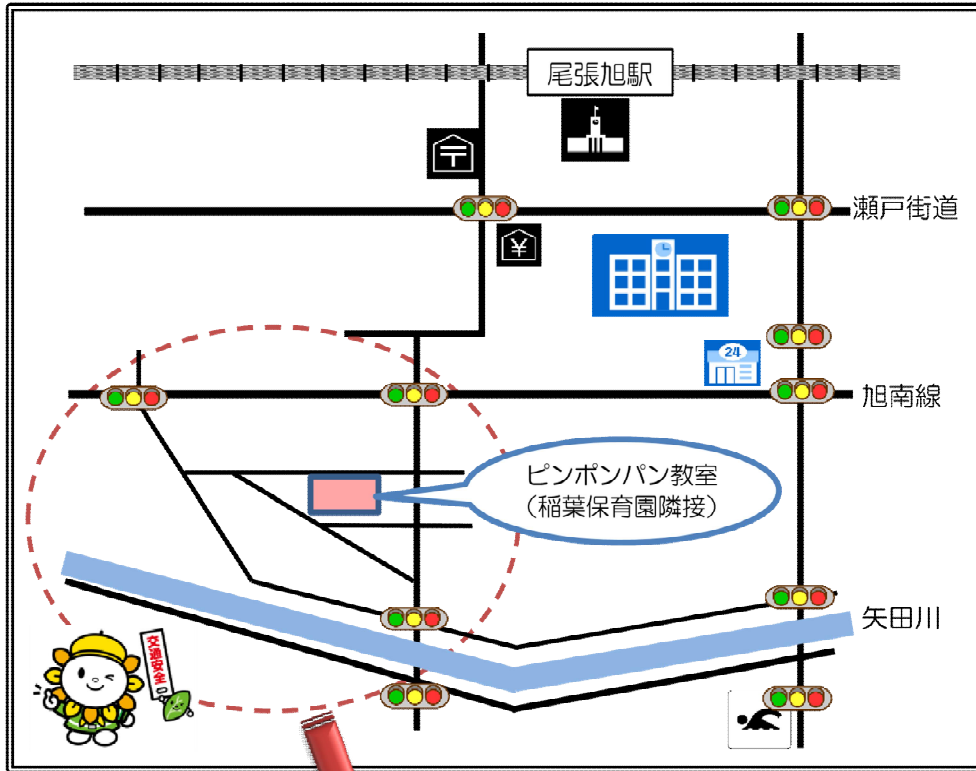 尾張旭駅
〒
瀬戸街道
¥
24
旭南線
ピンポンパン教室
(稲葉保育園隣接)
矢田川
交通安全